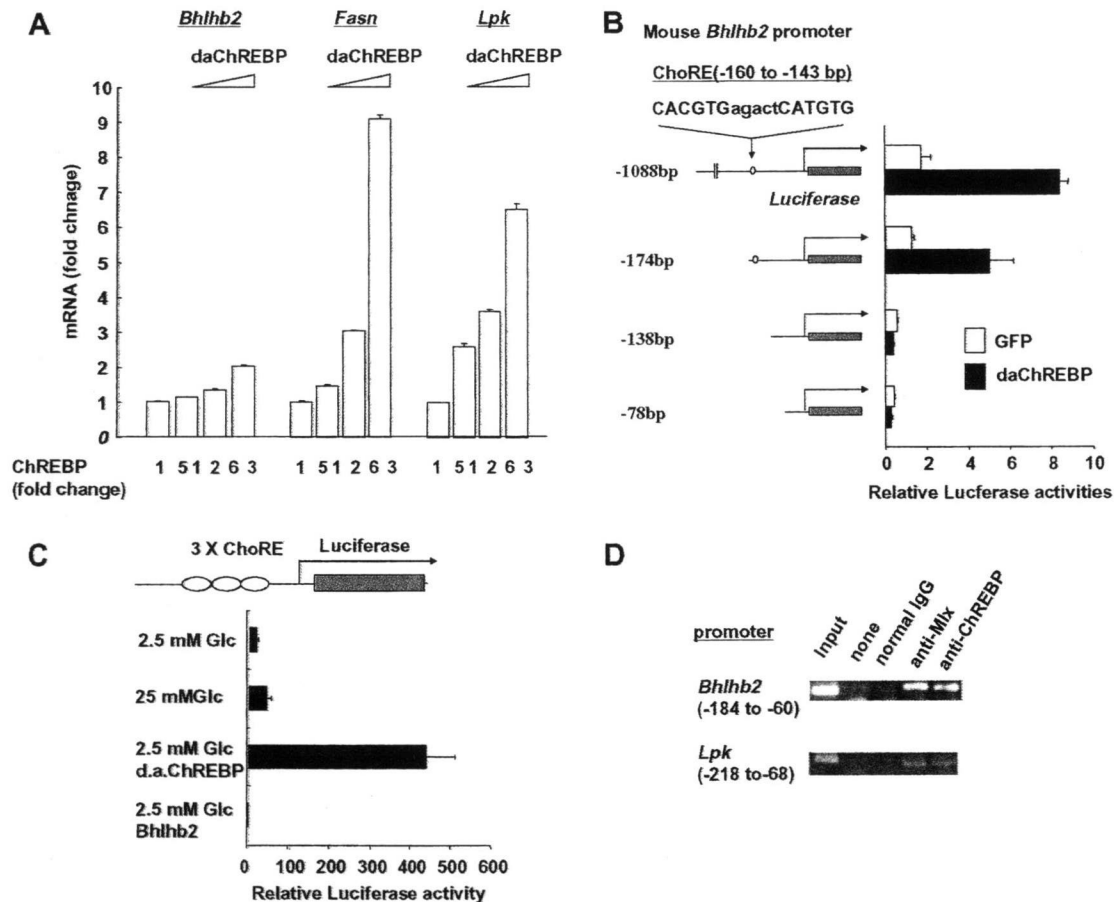 A
Bhlhb2 Fasn Lpk
daChREBP daChREBP daChREBP
mRNA (fold chnage)
10
9
8
7
6
5
4
3
2
1
0
ChREBP 1 5 1 2 6 3 1 5 1 2 6 3 1 5 1 2 6 3
(fold change)
B
Mouse Bhlhb2 promoter
ChoRE(-160 to -143 bp)
CACGTGagactCATGTG
-1088bp
Luciferase
-174bp
-138bp
-78bp
GFP
daChREBP
0 2 4 6 8 10
Relative Lucferase activities
C
3 X ChoRE Luciferase
2.5 mM Glc
25 mMGlc
2.5 mM Glc
d.a.ChREBP
2.5 mM Glc
Bhlhb2
0 100 200 300 400 500 600
Relative Luciferase activity
D
promoter
Input none normal IgG anti-Mlx anti-ChREBP
Bhlhb2
(-184 to -60)
Lpk
(-218 to-68)